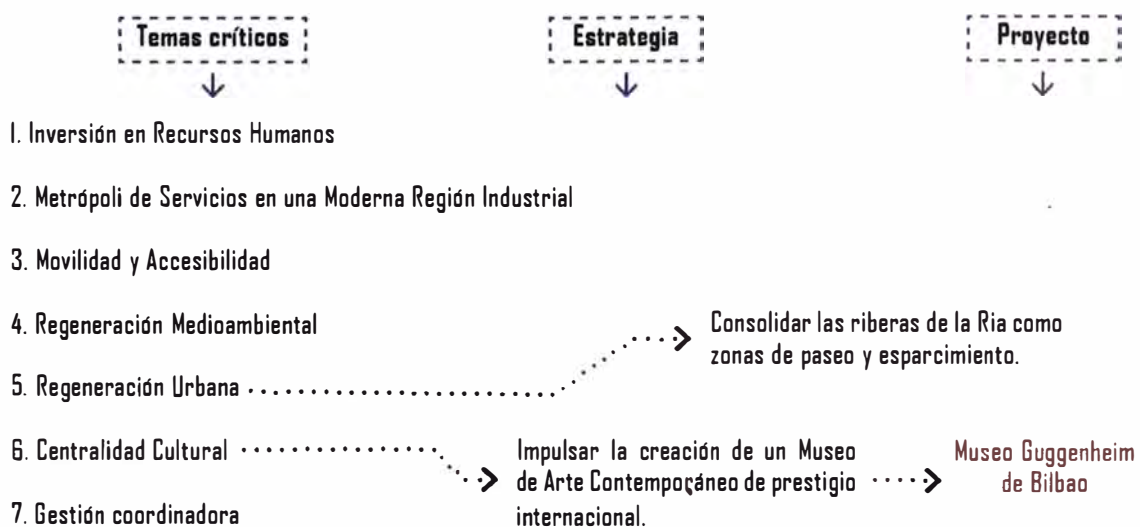 Temas críticos
Estrategia
Proyecto
1. Inversión en Recursos Humanos
2. Metrópoli de Servicios en una Moderna Región Industrial
3. Movilidad y Accesibilidad
4. Regeneración Medioambiental
Consolidar las riberas de la Ria como
zonas de paseo y esparcimiento.
5. Regeneración Urbana
6. Centralidad Cultural
Impulsar la creación de un Museo
de Arte Contemporáneo de prestigio
internacional.
Museo Guggenheim
de Bilbao
7. Gestión coordinadora